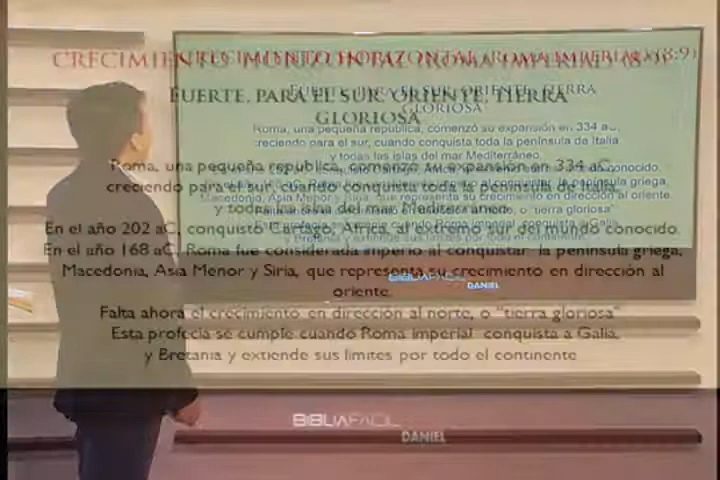 CRECIMIENTO HORIZONTAL (ROMA IMPERIAL) (8:9)
FUERTE, PARA EL SUR, ORIENTE, TIERRA
GLORIOSA
Roma, una pequeña republica, comenzo su expansión en 334 aC,
creciendo para el sur, cuando conquista toda la península de Italia,
y todas las islas del mar Mediterráneo.
En el año 202 aC, conquistó Cartago, África, al extremo sur del mundo conocido.
En el año 168 aC, Roma fue considerada imperio al conquistar la península griega,
Macedonia, Asia Menor y Siria, que representa su crecimiento en dirección al
oriente.
Falta ahora el crecimiento en dirección al norte, o "tierra gloriosa"
Esta profecía se cumple cuando Roma imperial conquista a Galia,
y Bretania y extiende sus limites por todo el continente
BIBLIAFACIL
DANIEL